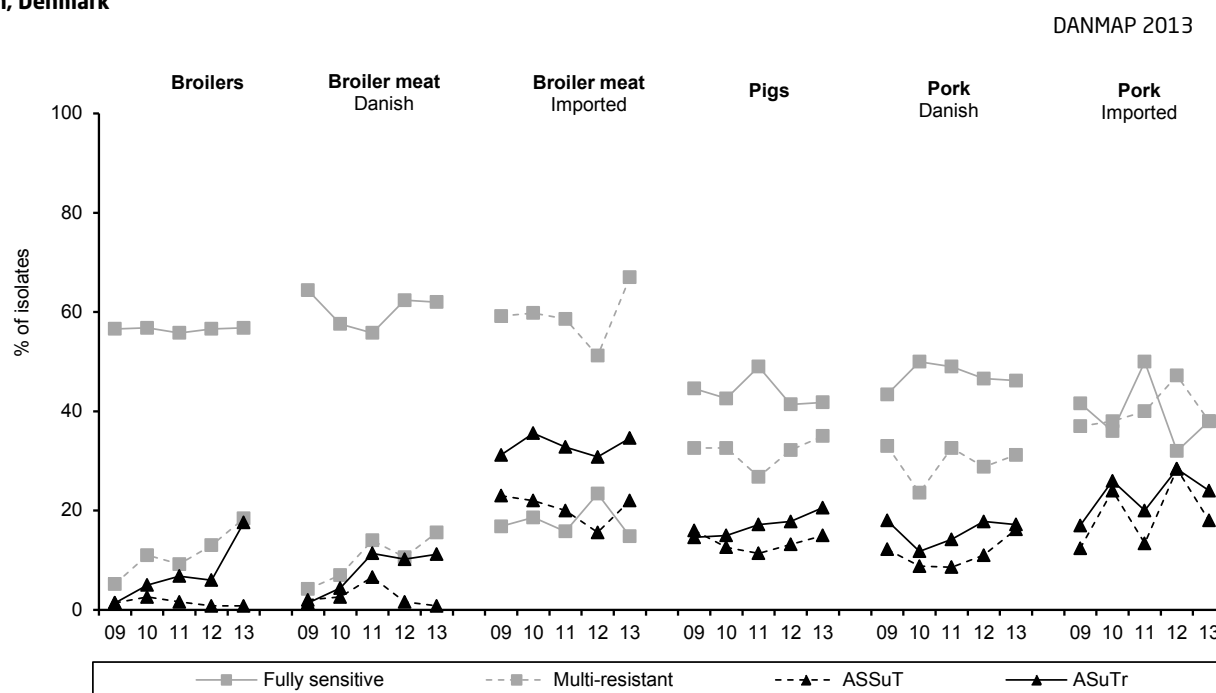 , Denmark
DANMAP 2013
Broilers
Broiler meat
Danish
Broiler meat
Imported
Pigs
Pork
Danish
Pork
Imported
% of isolates
100
80
60
40
20
0
09 10 11 12 13 09 10 11 12 13 09 10 11 12 13 09 10 11 12 13 09 10 11 12 13 09 10 11 12 13
Fully sensitive Multi-resistant ASSuT ASuTr